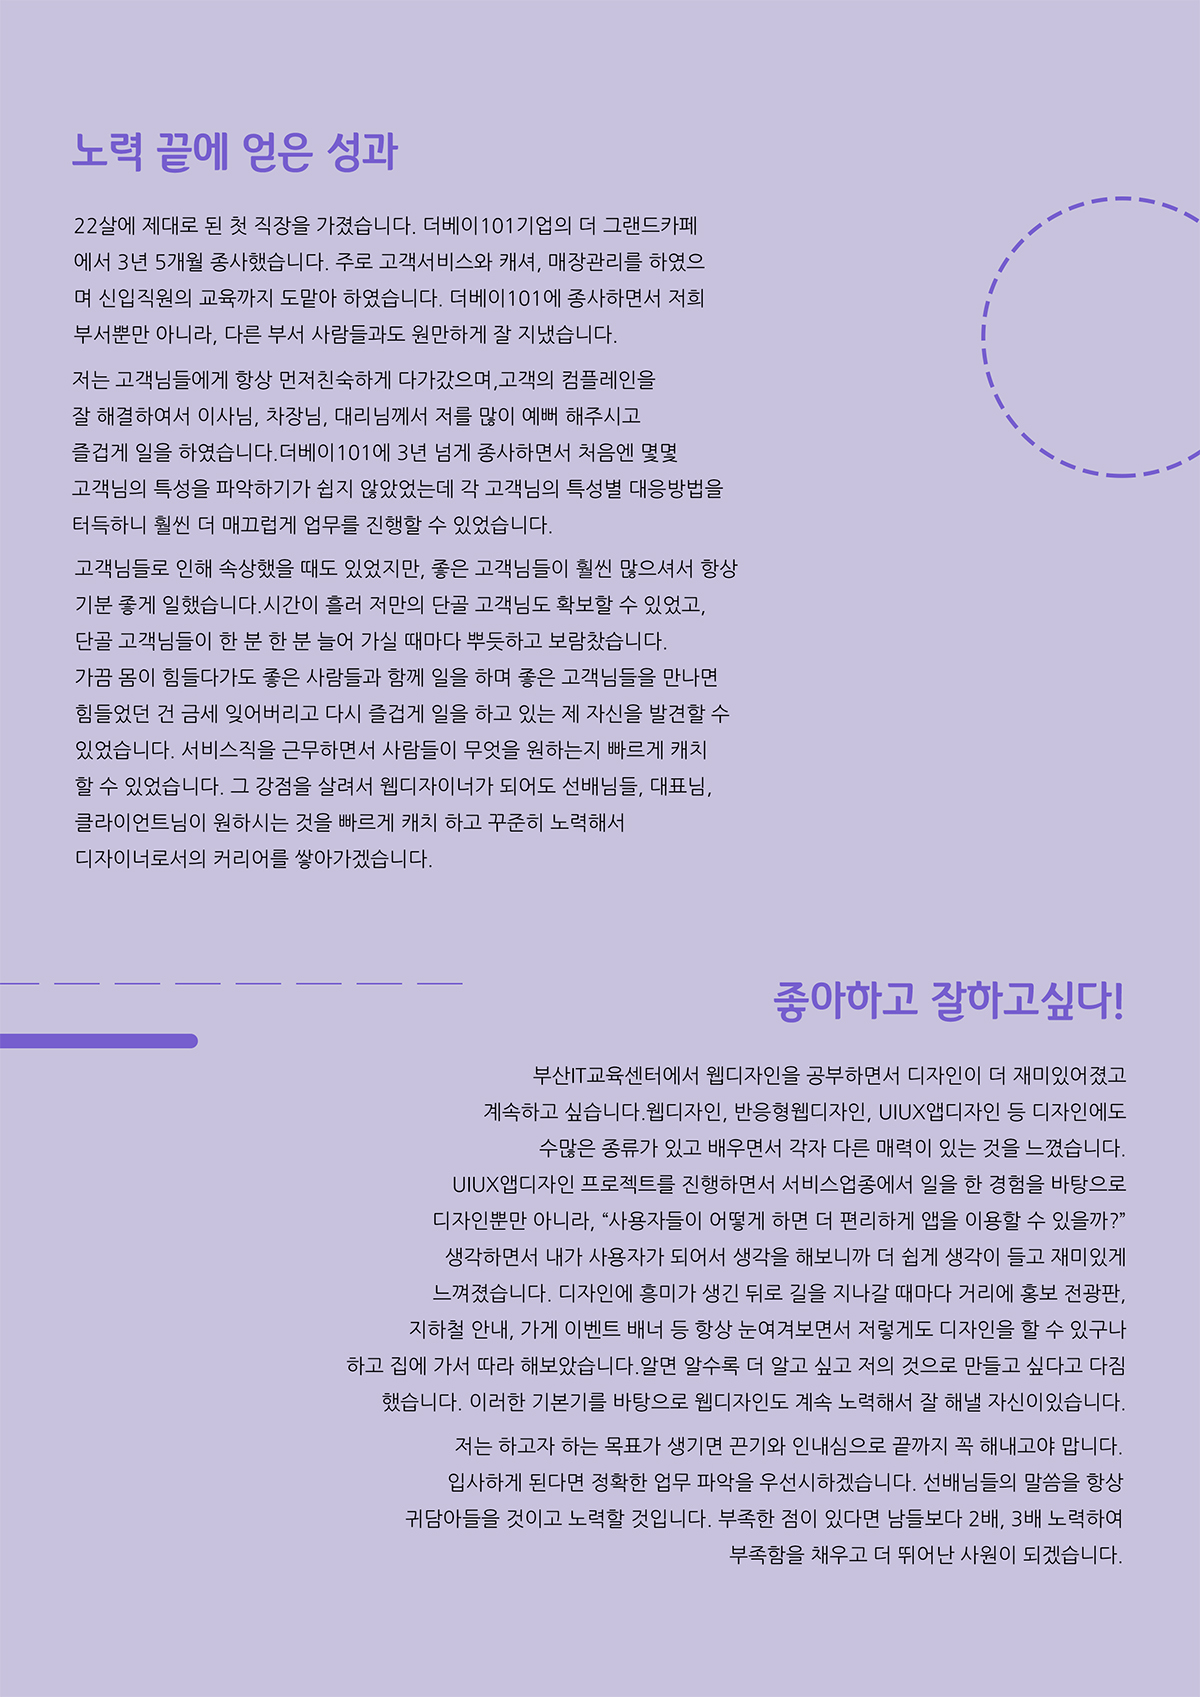 노력 끝에 얻은 성과
22살에 제대로 된 첫 직장을 가졌습니다. 더베이101기업의 더 그랜드카페
에서 3년 5개월 종사했습니다. 주로 고객서비스와 캐셔, 매장관리를 하였으
며 신입직원의 교육까지 도맡아 하였습니다. 더베이101에 종사하면서 저희
부서뿐만 아니라, 다른 부서 사람들과도 원만하게 잘 지냈습니다.
저는 고객님들에게 항상 먼저친숙하게 다가갔으며,고객의 컴플레인을
잘 해결하여서 이사님, 차장님, 대리님께서 저를 많이 예뻐 해주시고
즐겁게 일을 하였습니다.더베이101에 3년 넘게 종사하면서 처음엔 몇몇
고객님의 특성을 파악하기가 쉽지 않았었는데 각 고객님의 특성별 대응방법을
터득하니 훨씬 더 매끄럽게 업무를 진행할 수 있었습니다.
고객님들로 인해 속상했을 때도 있었지만, 좋은 고객님들이 훨씬 많으셔서 항상
기분 좋게 일했습니다.시간이 흘러 저만의 단골 고객님도 확보할 수 있었고,
단골 고객님들이 한 분 한 분 늘어 가실 때마다 뿌듯하고 보람찼습니다.
가끔 몸이 힘들다가도 좋은 사람들과 함께 일을 하며 좋은 고객님들을 만나면
힘들었던 건 금세 잊어버리고 다시 즐겁게 일을 하고 있는 제 자신을 발견할 수
있었습니다. 서비스직을 근무하면서 사람들이 무엇을 원하는지 빠르게 캐치
할 수 있었습니다. 그 강점을 살려서 웹디자이너가 되어도 선배님들, 대표님,
클라이언트님이 원하시는 것을 빠르게 캐치 하고 꾸준히 노력해서
디자이너로서의 커리어를 쌓아가겠습니다.
좋아하고 잘하고싶다!
부산IT교육센터에서 웹디자인을 공부하면서 디자인이 더 재미있어졌고
계속하고 싶습니다.웹디자인, 반응형웹디자인, UIUX앱디자인 등 디자인에도
수많은 종류가 있고 배우면서 각자 다른 매력이 있는 것을 느꼈습니다.
UIUX앱디자인 프로젝트를 진행하면서 서비스업종에서 일을 한 경험을 바탕으로
디자인뿐만 아니라, “사용자들이 어떻게 하면 더 편리하게 앱을 이용할 수 있을까?”
생각하면서 내가 사용자가 되어서 생각을 해보니까 더 쉽게 생각이 들고 재미있게
느껴졌습니다. 디자인에 흥미가 생긴 뒤로 길을 지나갈 때마다 거리에 홍보 전광판,
지하철 안내, 가게 이벤트 배너 등 항상 눈여겨보면서 저렇게도 디자인을 할 수 있구나
하고 집에 가서 따라 해보았습니다.알면 알수록 더 알고 싶고 저의 것으로 만들고 싶다고 다짐
했습니다. 이러한 기본기를 바탕으로 웹디자인도 계속 노력해서 잘 해낼 자신이있습니다.
저는 하고자 하는 목표가 생기면 끈기와 인내심으로 끝까지 꼭 해내고야 맙니다.
입사하게 된다면 정확한 업무 파악을 우선시하겠습니다. 선배님들의 말씀을 항상
귀담아들을 것이고 노력할 것입니다. 부족한 점이 있다면 남들보다 2배, 3배 노력하여
부족함을 채우고 더 뛰어난 사원이 되겠습니다.